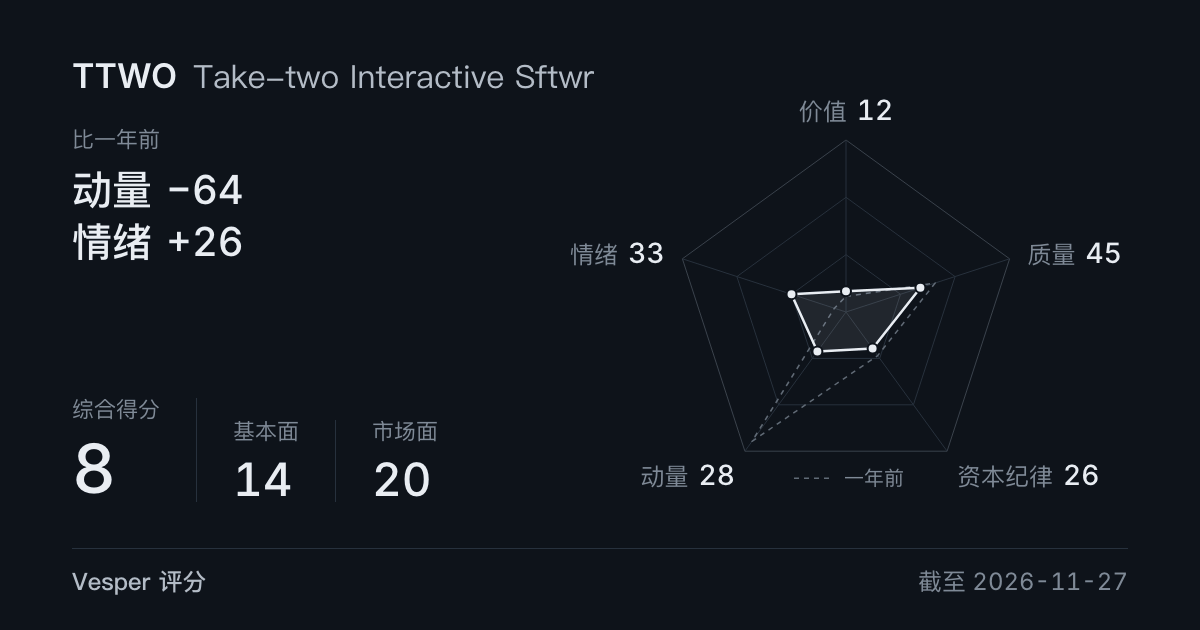 TTWO Take-two Interactive Sftwr
比一年前
动量 -64
情绪 +26
价值 12
情绪 33
质量 45
动量 28
---- 一年前
资本纪律 26
综合得分
8
基本面
14
市场面
20
Vesper 评分
截至 2026-11-27